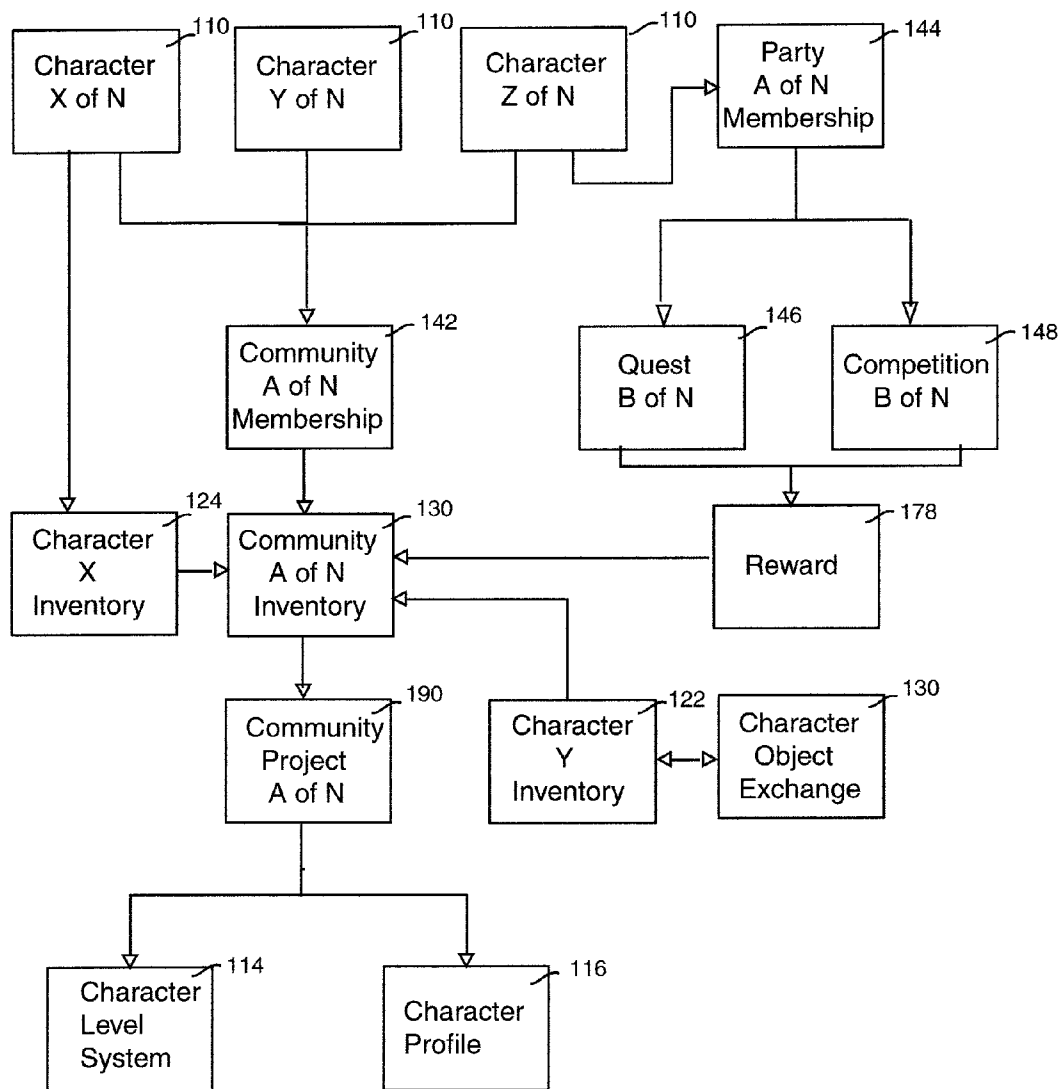 110
Character
X of N
110
Character
Y of N
110
Character
Z of N
144
Party
A of N
Membership
142
Community
A of N
Membership
146
Quest
B of N
148
Competition
B of N
124
Character
X
Inventory
130
Community
A of N
Inventory
178
Reward
190
Community
Project
A of N
122
Character
Y
Inventory
130
Character
Object
Exchange
114
Character
Level
System
116
Character
Profile